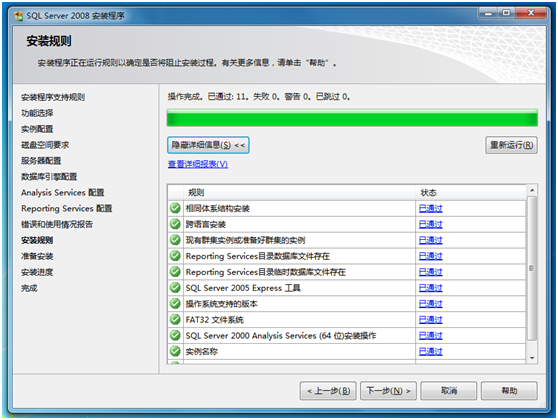 SQL Server 2008 安装程序
安装规则
安装程序正在运行规则以确定是否将阻止安装过程。有关更多信息，请单击“帮助”。
安装程序支持规则
功能选择
实例配置
磁盘空间要求
服务器配置
数据库引擎配置
Analysis Services 配置
Reporting Services 配置
错误和使用情况报告
安装规则
准备安装
安装进度
完成
操作完成。已通过: 11。失败 0。警告 0。已跳过 0。
隐藏详细信息(S) <<
重新运行(R)
查看详细报表(V)
规则 状态
相同体系结构安装 已通过
跨语言安装 已通过
现有群集实例或准备好群集的实例 已通过
Reporting Services目录数据库文件存在 已通过
Reporting Services目录临时数据库文件存在 已通过
SQL Server 2005 Express 工具 已通过
操作系统支持的版本 已通过
FAT32 文件系统 已通过
SQL Server 2000 Analysis Services (64 位)安装操作 已通过
实例名称 已通过
< 上一步(B) 下一步(N) > 取消 帮助